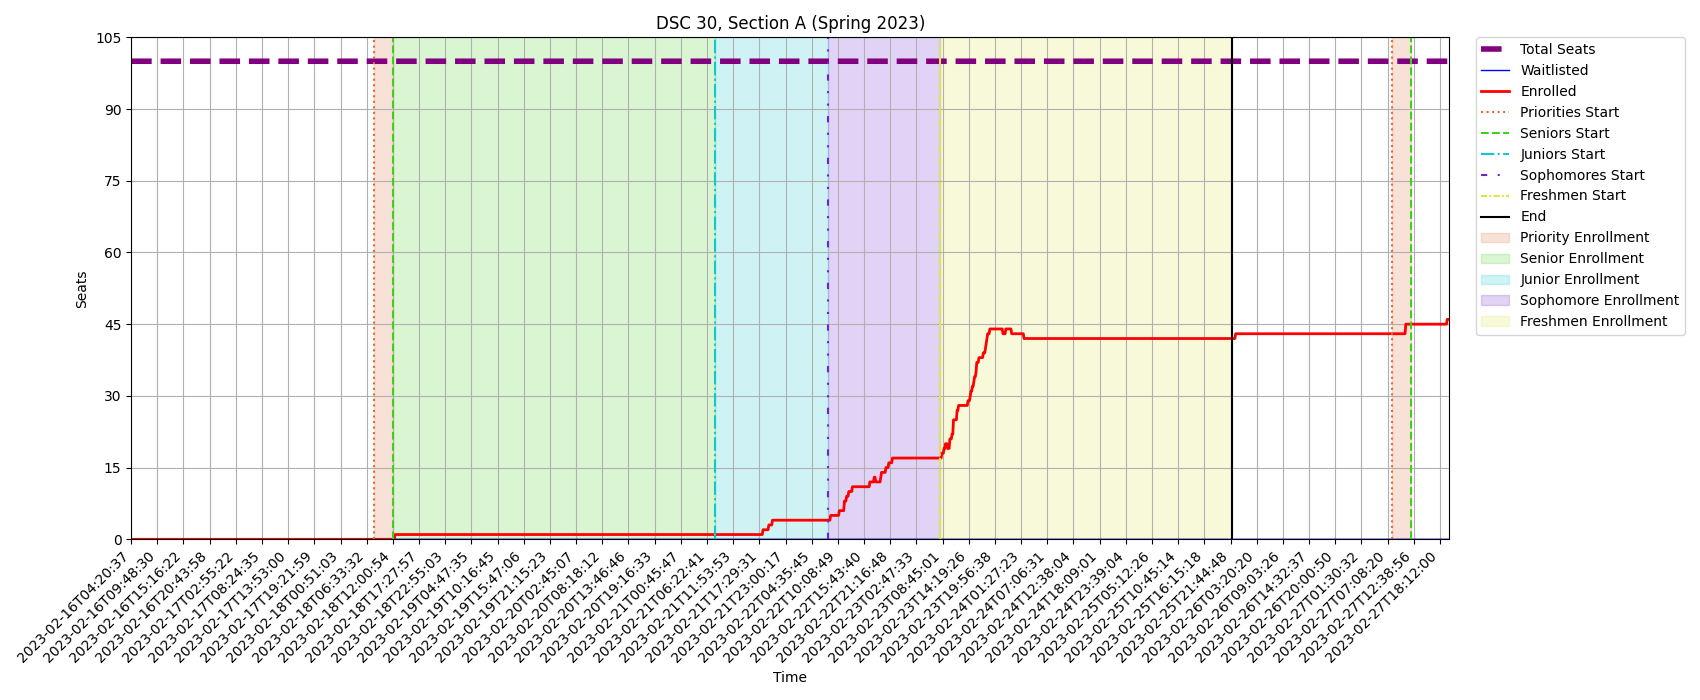 DSC 30, Section A (Spring 2023)
105
90
75
60
45
30
15
0
Seats
2023-02-16T04:20:37
2023-02-16T09:48:30
2023-02-16T15:16:22
2023-02-16T20:43:58
2023-02-17T02:55:22
2023-02-17T08:24:35
2023-02-17T13:53:00
2023-02-17T19:21:59
2023-02-18T00:51:03
2023-02-18T06:33:32
2023-02-18T12:00:54
2023-02-18T17:27:57
2023-02-18T22:55:03
2023-02-19T04:47:35
2023-02-19T10:16:45
2023-02-19T15:47:06
2023-02-19T21:15:23
2023-02-20T02:45:07
2023-02-20T08:18:12
2023-02-20T13:46:46
2023-02-20T19:16:33
2023-02-21T00:45:47
2023-02-21T06:22:41
2023-02-21T11:53:53
2023-02-21T17:29:31
2023-02-21T23:00:17
2023-02-22T04:35:45
2023-02-22T10:08:49
2023-02-22T15:43:40
2023-02-22T21:16:48
2023-02-23T02:47:33
2023-02-23T08:45:01
2023-02-23T14:19:26
2023-02-23T19:56:38
2023-02-24T01:27:23
2023-02-24T07:06:31
2023-02-24T12:38:04
2023-02-24T18:09:01
2023-02-24T23:39:04
2023-02-25T05:12:26
2023-02-25T10:45:14
2023-02-25T16:15:18
2023-02-25T21:44:48
2023-02-26T03:20:20
2023-02-26T09:03:26
2023-02-26T14:32:37
2023-02-26T20:00:50
2023-02-27T01:30:32
2023-02-27T07:08:20
2023-02-27T12:38:56
2023-02-27T18:12:00
Time
Total Seats
Waitlisted
Enrolled
Priorities Start
Seniors Start
Juniors Start
Sophomores Start
Freshmen Start
End
Priority Enrollment
Senior Enrollment
Junior Enrollment
Sophomore Enrollment
Freshmen Enrollment